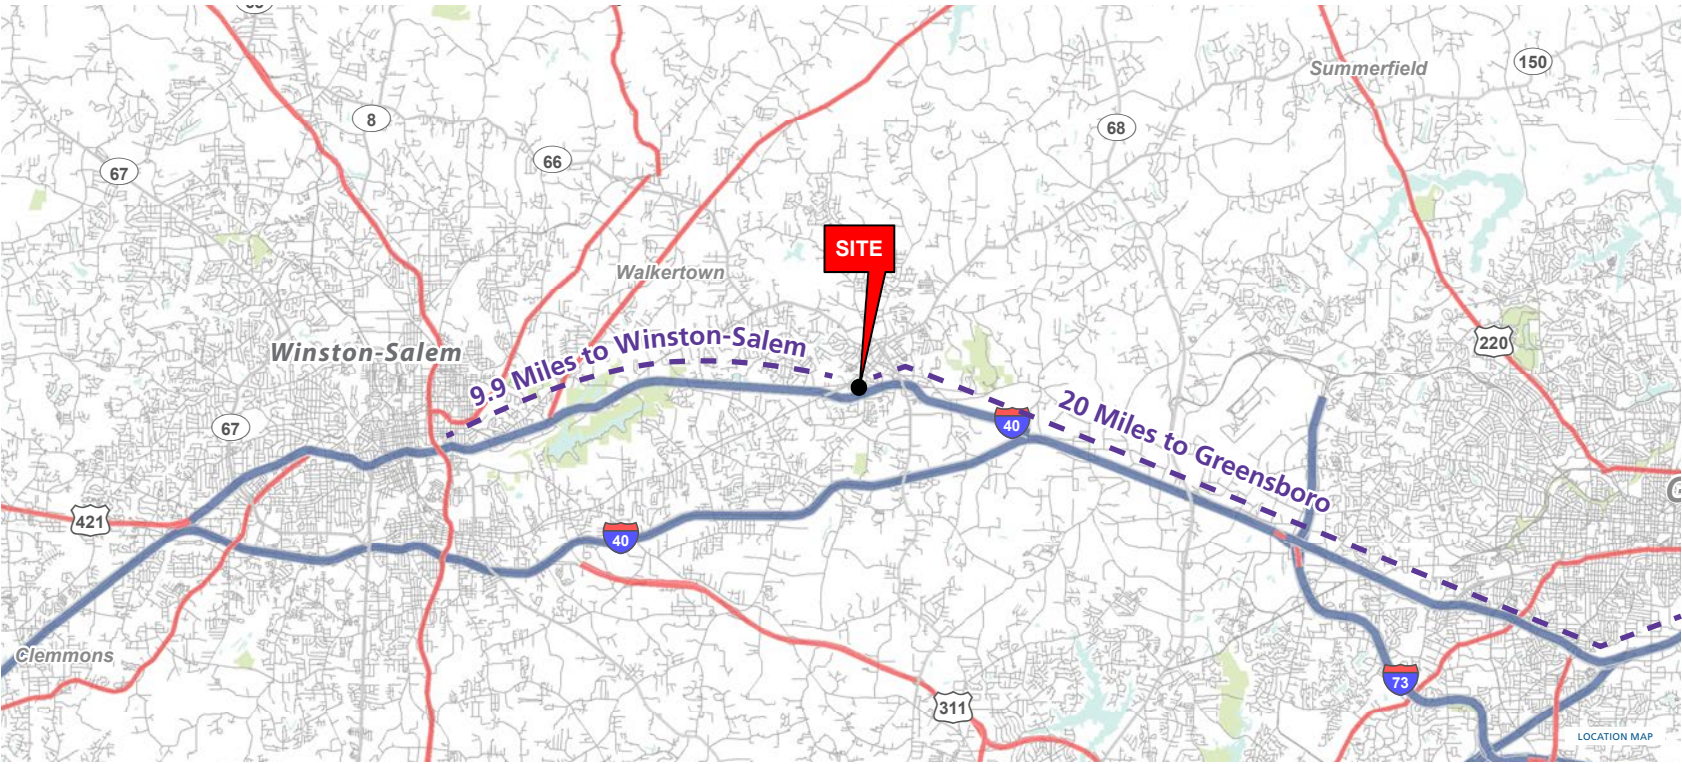 8
150
Summerfield
68
66
67
SITE
Walkertown
220
Winston-Salem
9.9 Miles to Winston-Salem
20 Miles to Greensboro
40
67
G
421
40
Clemmons
73
311
LOCATION MAP